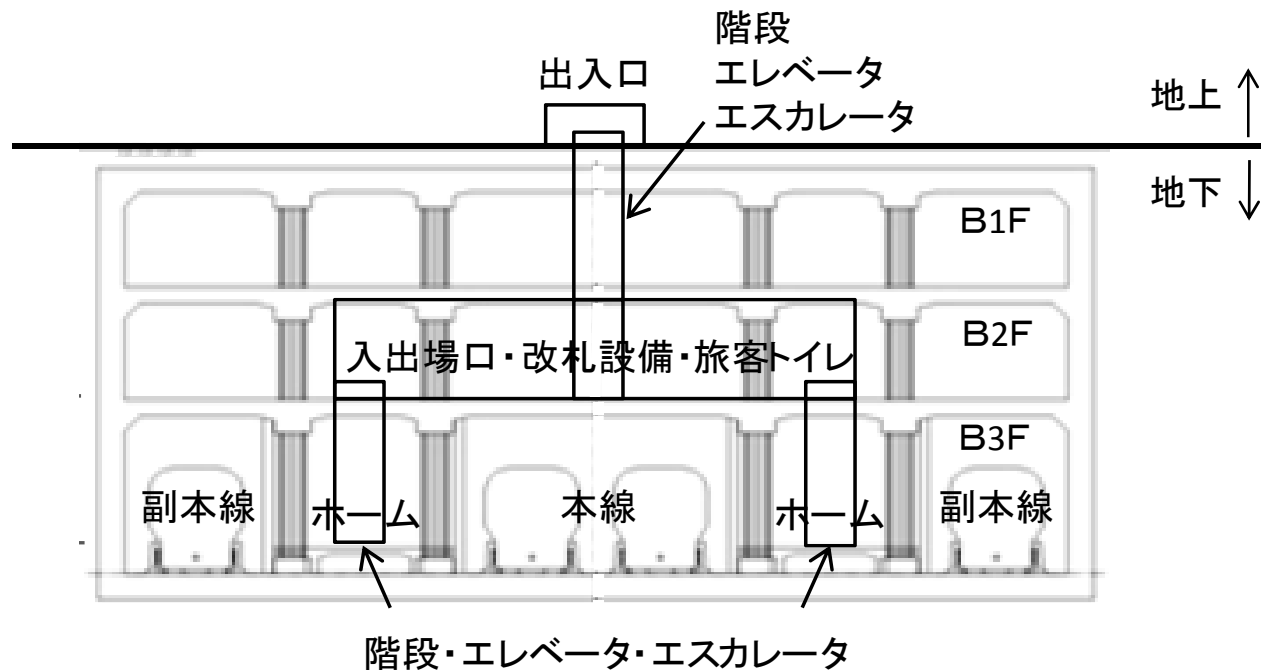 階段
エレベータ
エスカレータ
出入口
地上
地下
B1F
B2F
入出場口・改札設備・旅客トイレ
B3F
副本線
ホーム
本線
ホーム
副本線
階段・エレベータ・エスカレータ